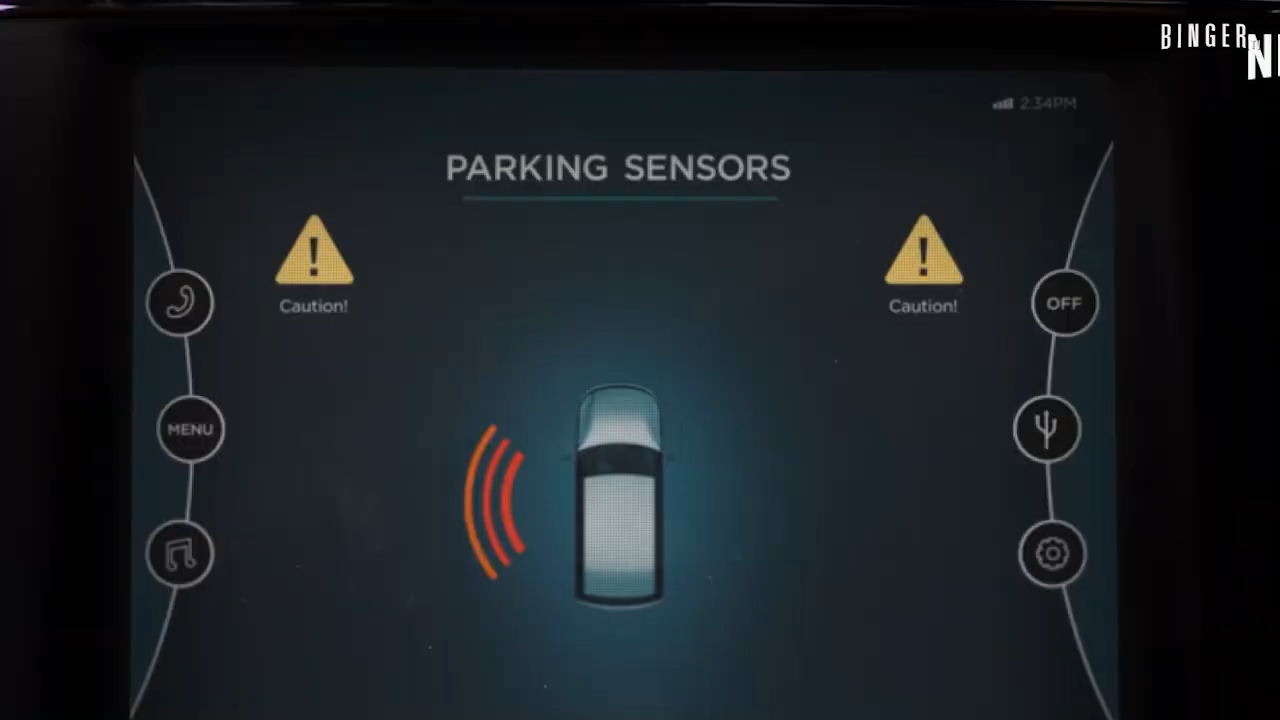 BINGER
2:34PM
PARKING SENSORS
Caution!
Caution!
OFF
MENU